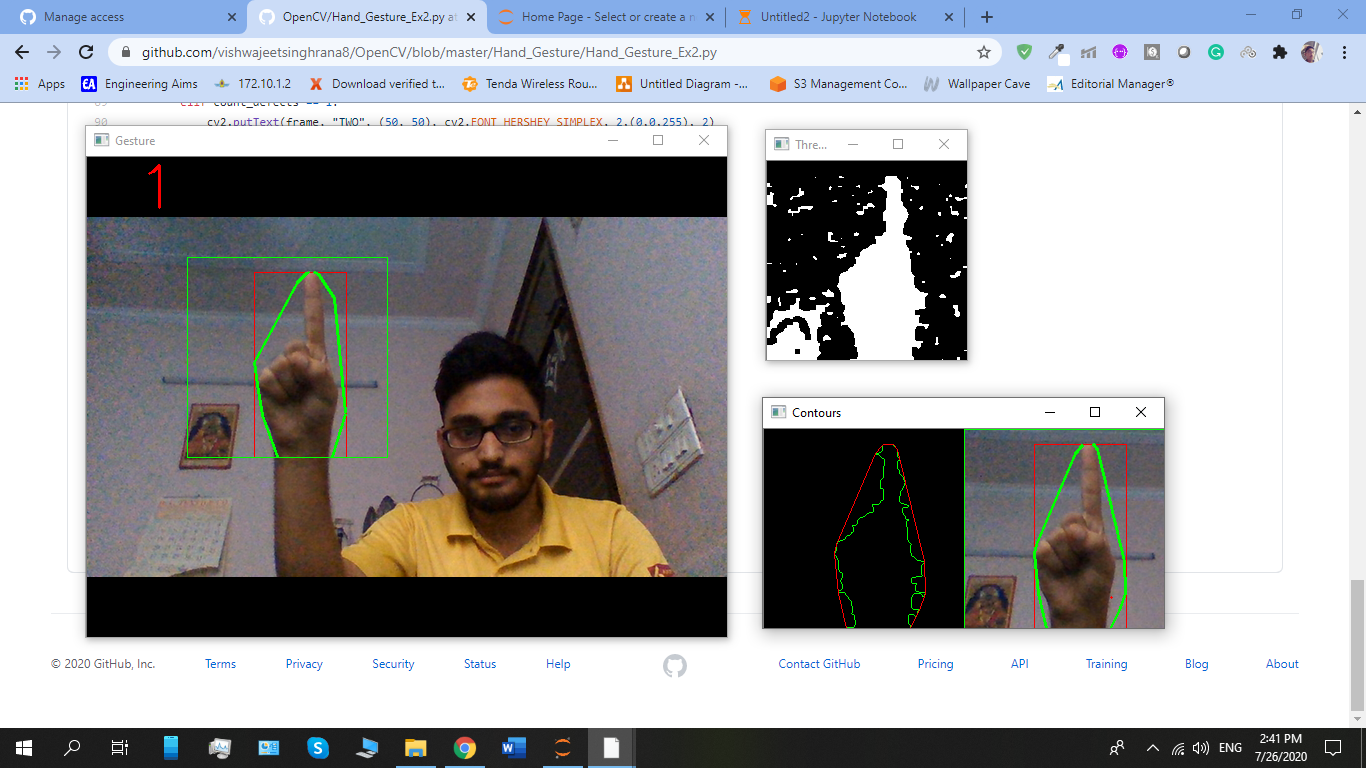 Manage access
OpenCV/Hand_Gesture_Ex2.py at
Home Page - Select or create a n
Untitled2 - Jupyter Notebook
github.com/vishwajeetsinghrana8/OpenCV/blob/master/Hand_Gesture/Hand_Gesture_Ex2.py
Apps
EA Engineering Aims
172.10.1.2
Download verified t...
Tenda Wireless Rou...
Untitled Diagram -...
S3 Management Co...
Wallpaper Cave
Editorial Manager®
89 elif count_defects == 1:
90 cv2.putText(frame, "TWO", (50, 50), cv2.FONT_HERSHEY_SIMPLEX, 2,(0,0,255), 2)
Gesture
1
Thre...
Contours
© 2020 GitHub, Inc.
Terms
Privacy
Security
Status
Help
Contact GitHub
Pricing
API
Training
Blog
About
ENG
2:41 PM
7/26/2020